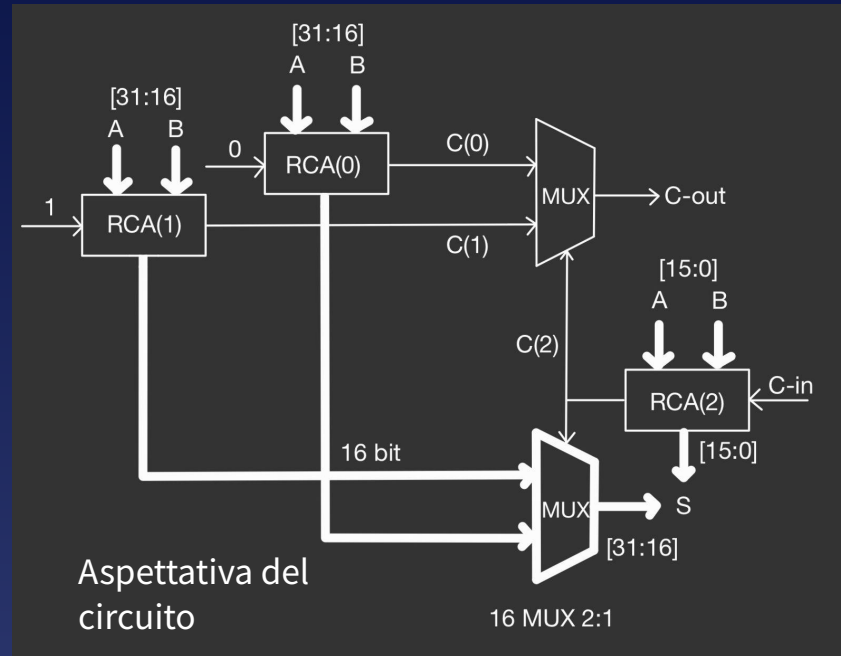 [31:16]
A B
[31:16]
A B
0
RCA(0)
C(0)
1
RCA(1)
C(1)
MUX
C-out
[15:0]
A B
C(2)
RCA(2)
C-in
16 bit
[15:0]
MUX
S
[31:16]
Aspettativa del
circuito
16 MUX 2:1